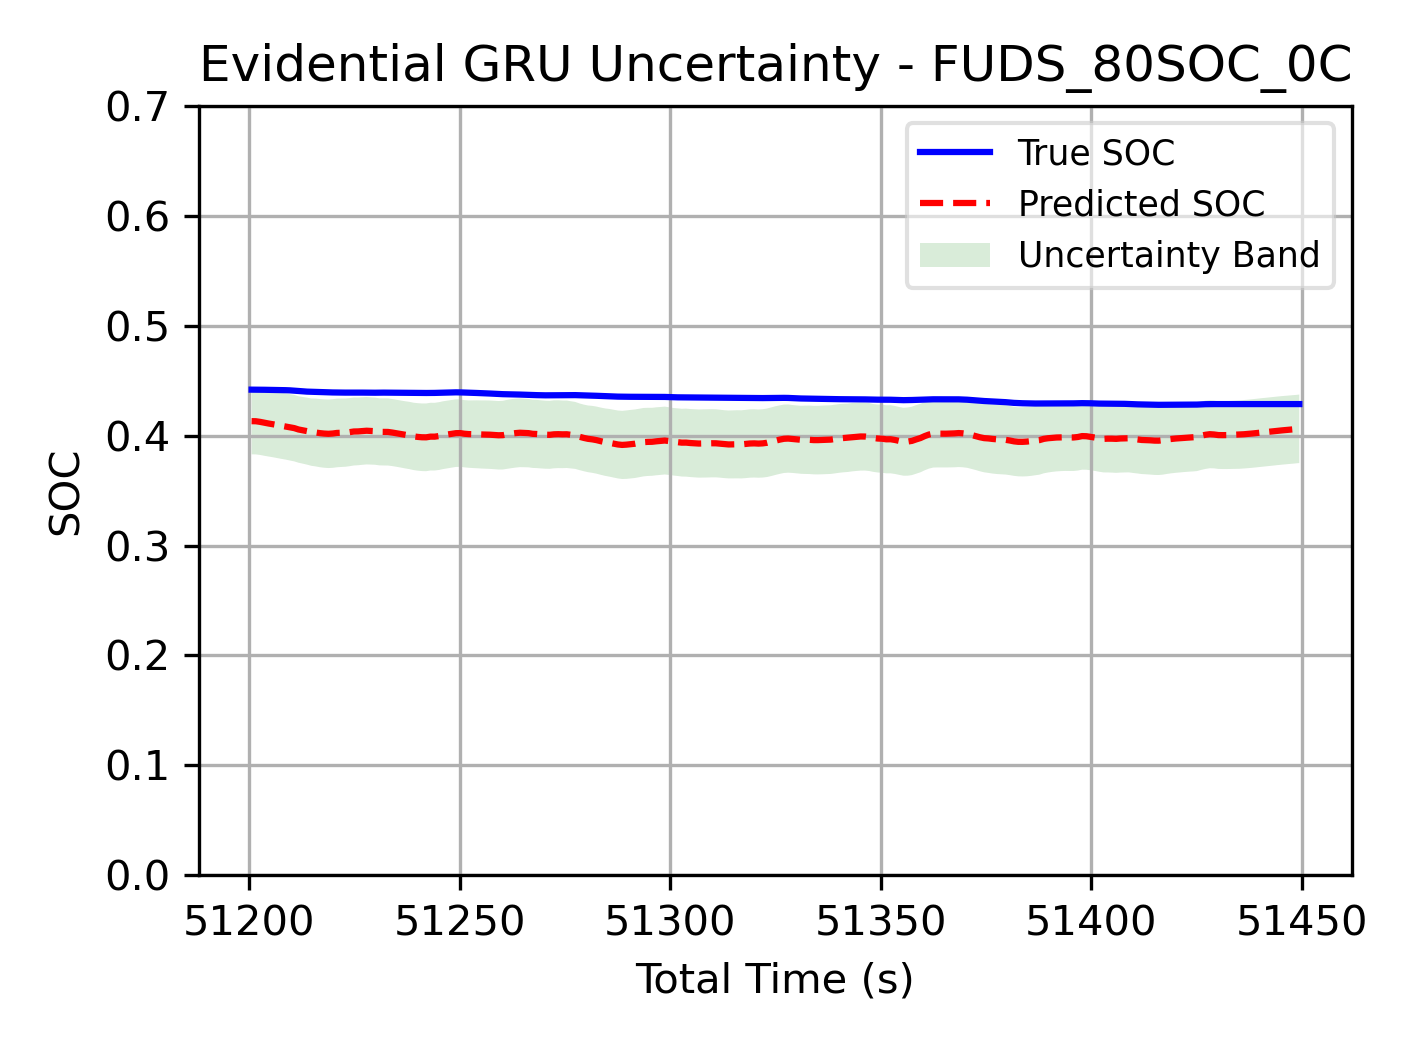 Evidential GRU Uncertainty - FUDS_80SOC_0C
True SOC
Predicted SOC
Uncertainty Band
SOC
0.7
0.6
0.5
0.4
0.3
0.2
0.1
0.0
51200 51250 51300 51350 51400 51450
Total Time (s)